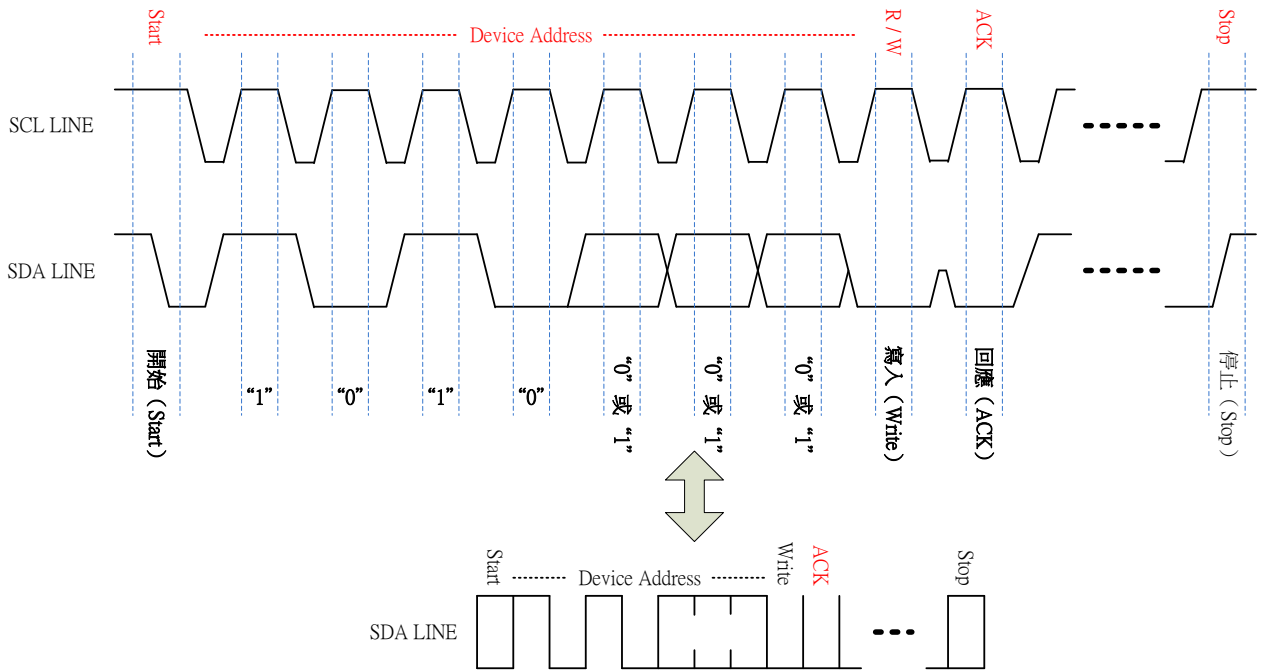 Start
Device Address
R / W
ACK
Stop
SCL LINE
SDA LINE
開始（Start）
“1”
“0”
“1”
“0”
“0” 或 “1”
“0” 或 “1”
“0” 或 “1”
寫入（Write）
回應（ACK）
停止（Stop）
Start
Device Address
Write
ACK
Stop
SDA LINE